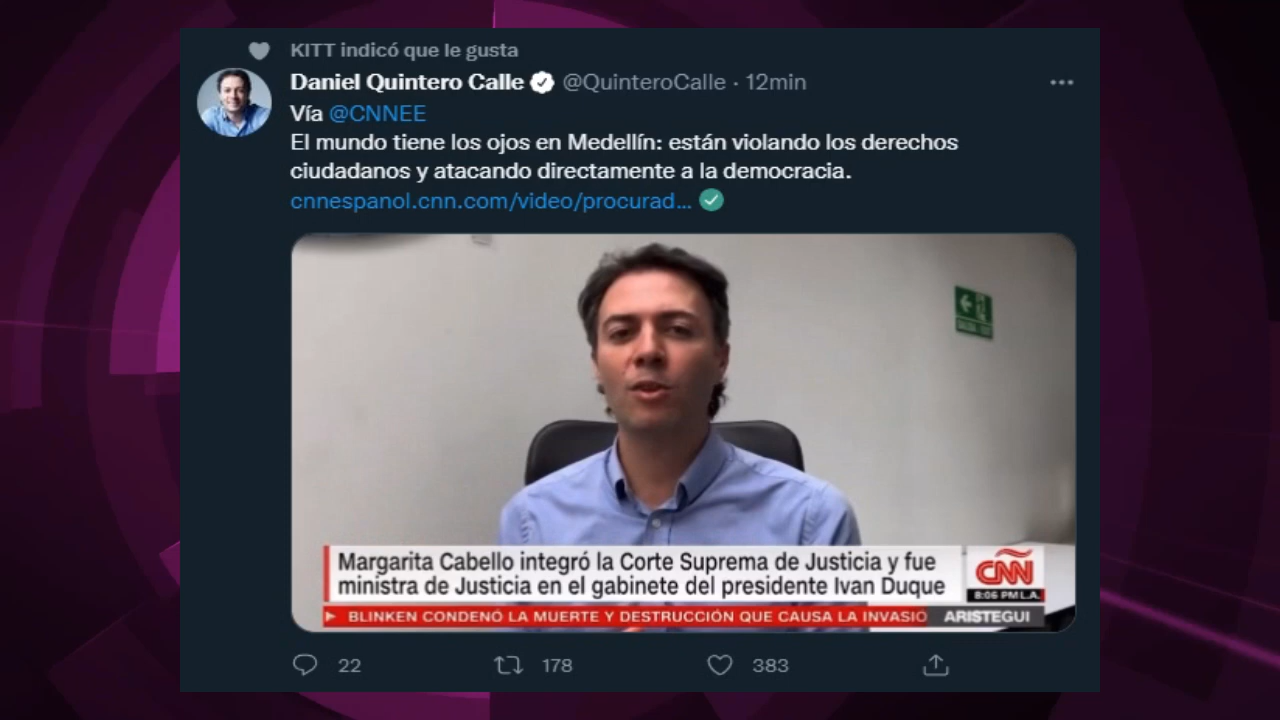 KITT indicó que le gusta
Daniel Quintero Calle @QuinteroCalle · 12min
Vía @CNNEE
El mundo tiene los ojos en Medellín: están violando los derechos
ciudadanos y atacando directamente a la democracia.
cnnespanol.cnn.com/video/procurad...
Margarita Cabello integró la Corte Suprema de Justicia y fue
ministra de Justicia en el gabinete del presidente Ivan Duque
CNN
8:06 PM L.A.
BLINKEN CONDENÓ LA MUERTE Y DESTRUCCIÓN QUE CAUSA LA INVASIO
ARISTEGUI
22 178 383